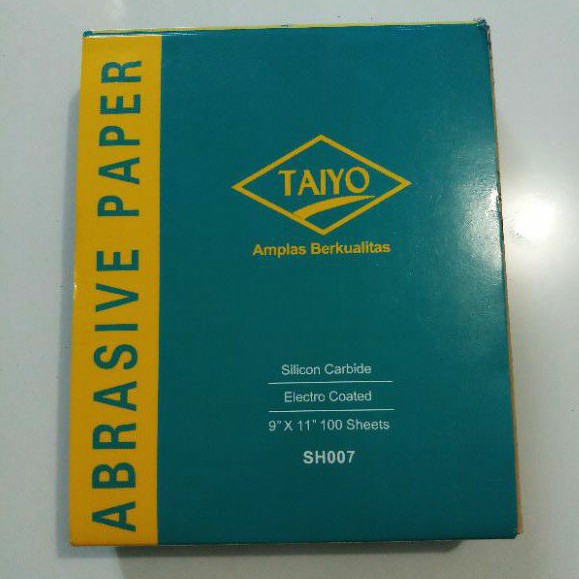 ABRASIVE PAPER
TAIYO
Amplas Berkualitas
Silicon Carbide
Electro Coated
9" X 11" 100 Sheets
SH007